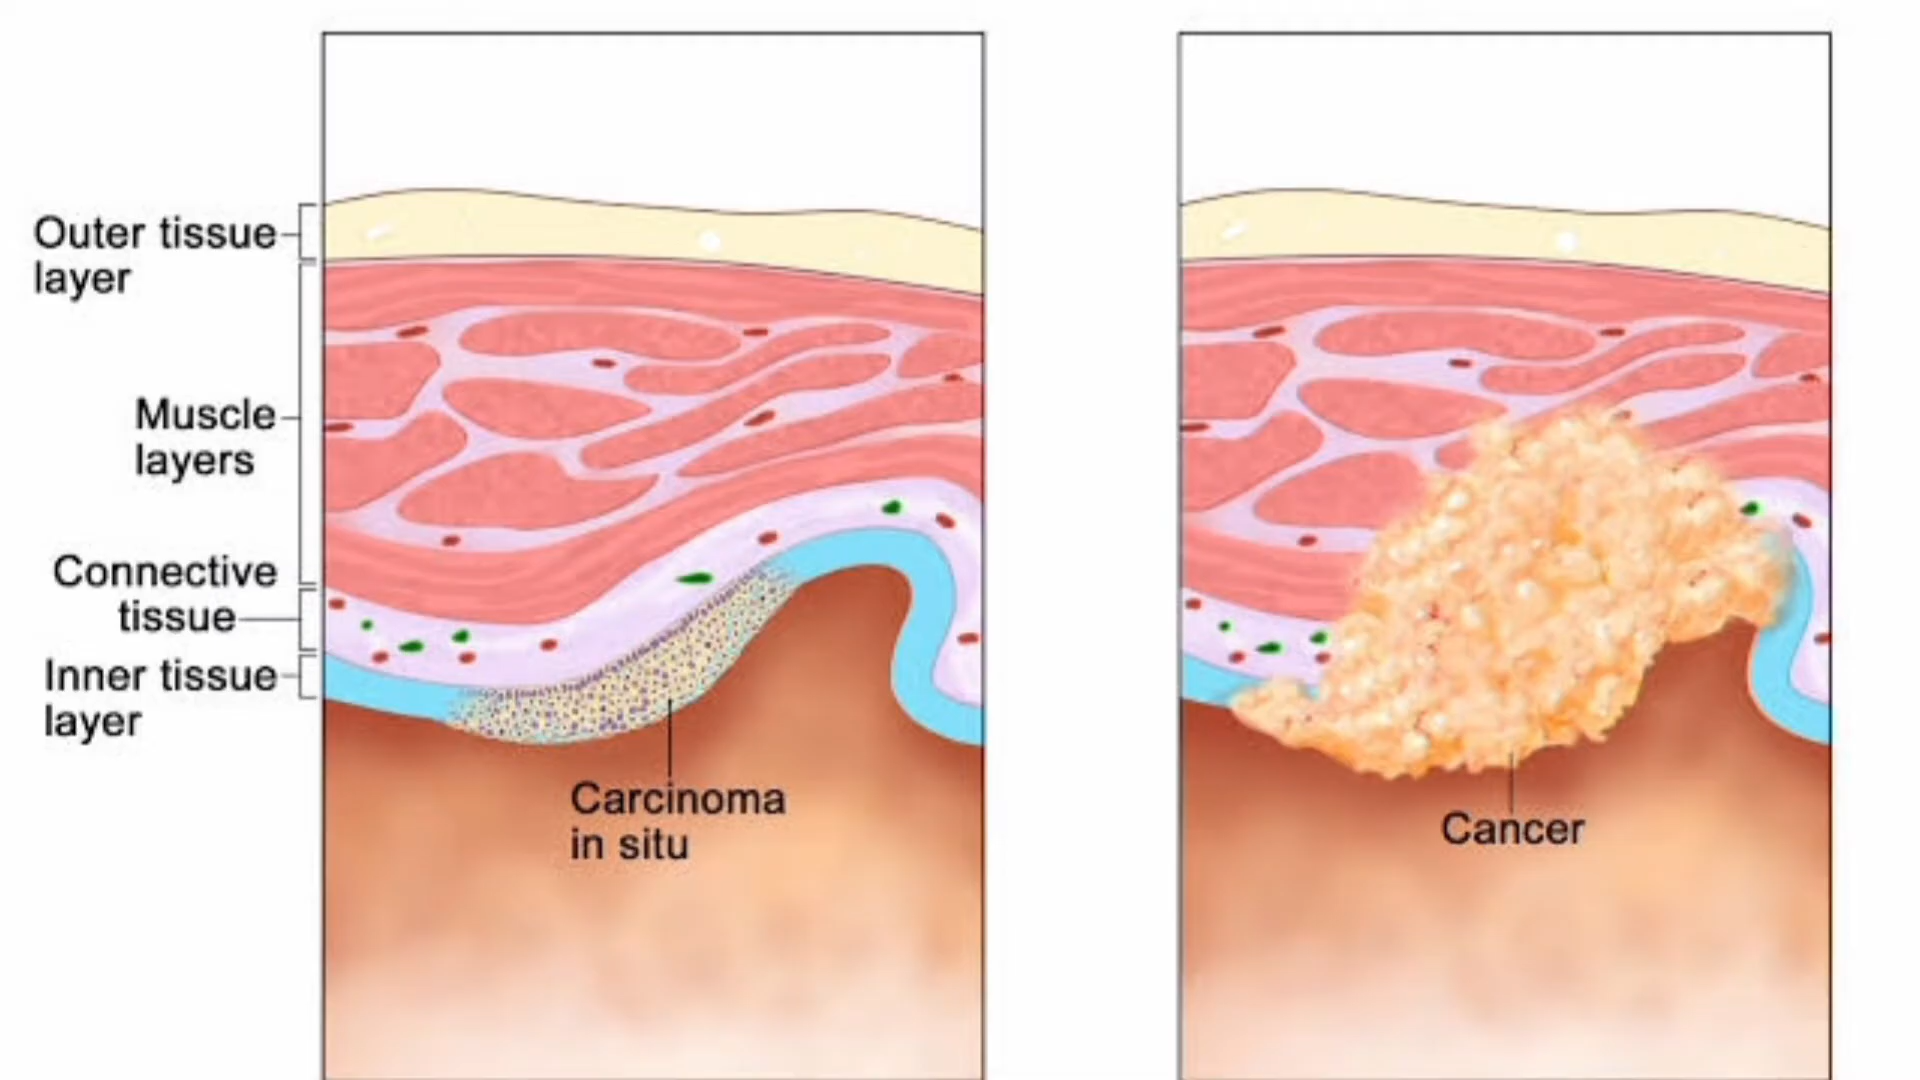 Outer tissue
layer
Muscle
layers
Connective
tissue
Inner tissue
layer
Carcinoma
in situ
Cancer